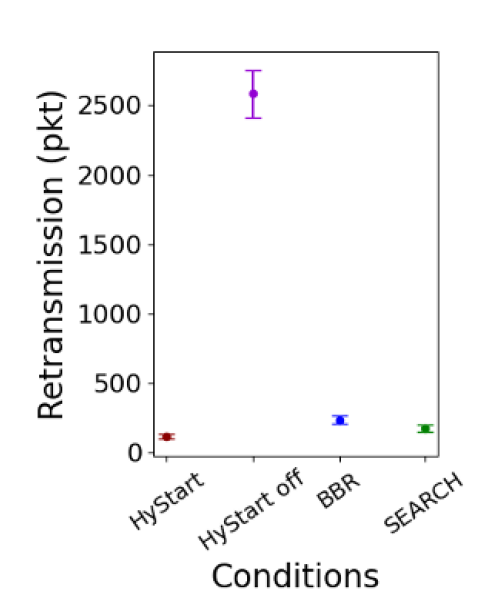 Retransmission (pkt)
2500
2000
1500
1000
500
0
HyStart
HyStart off
BBR
SEARCH
Conditions